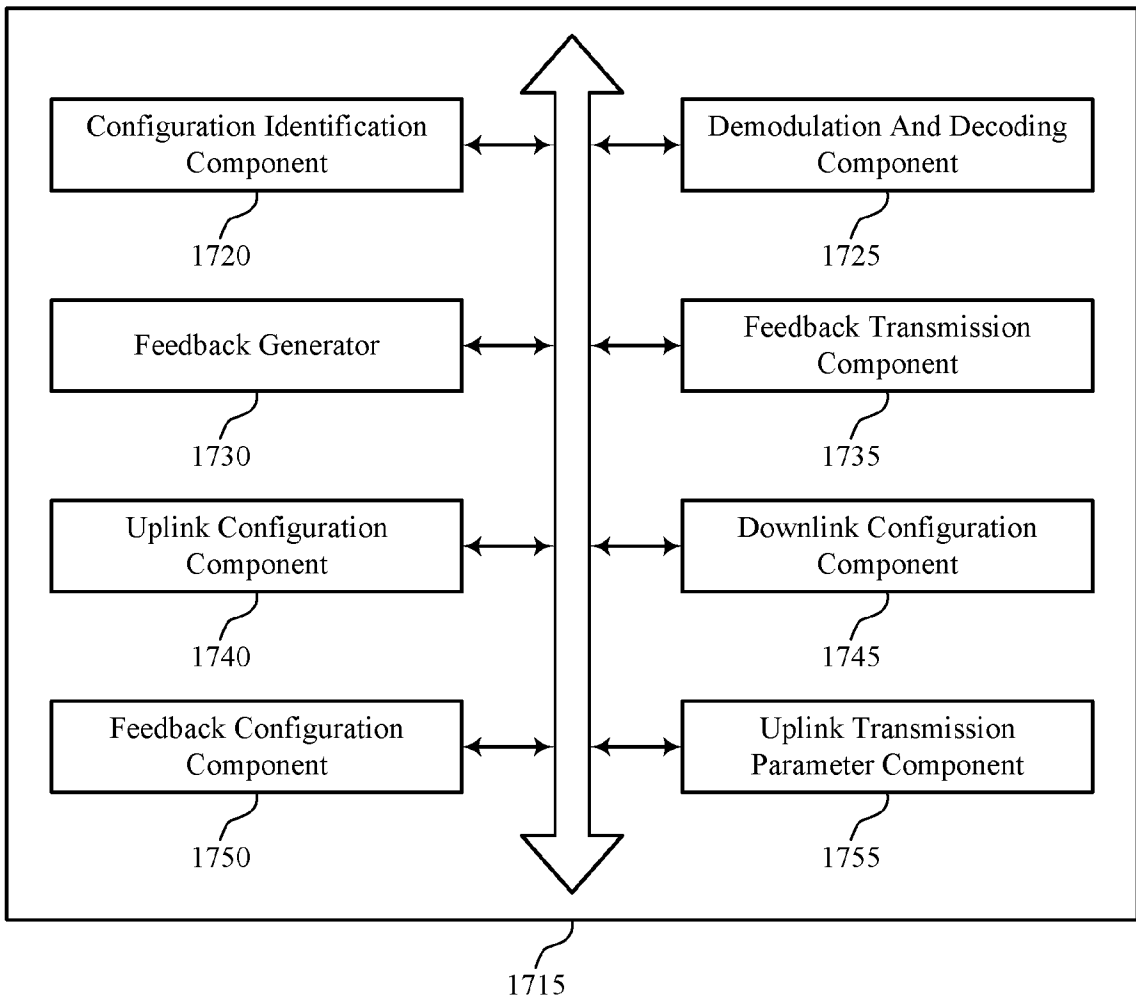 Configuration Identification
Component
1720
Demodulation And Decoding
Component
1725
Feedback Generator
1730
Feedback Transmission
Component
1735
Uplink Configuration
Component
1740
Downlink Configuration
Component
1745
Feedback Configuration
Component
1750
Uplink Transmission
Parameter Component
1755
1715